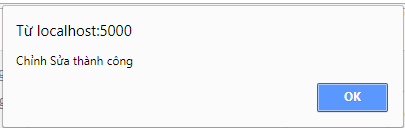 Từ localhost:5000
Chỉnh Sửa thành công
OK